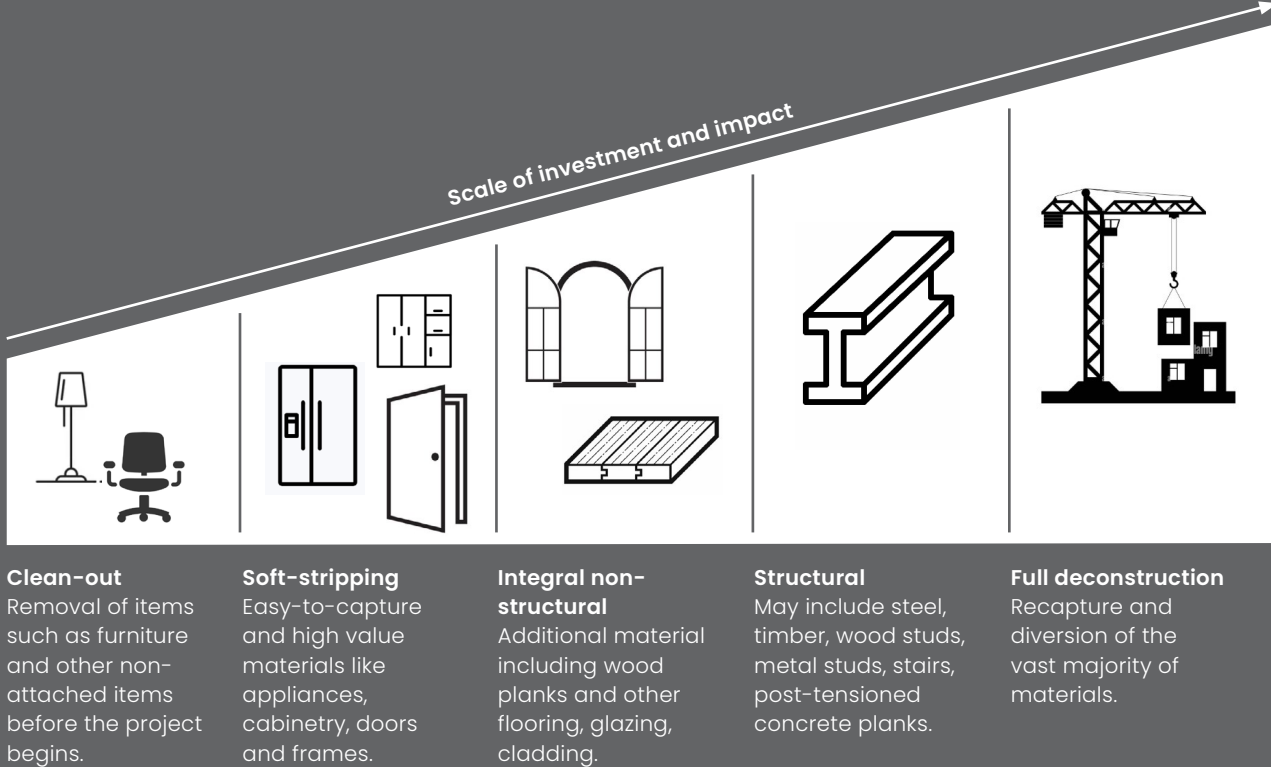 Scale of investment and impact
Clean-out
Removal of items
such as furniture
and other non-
attached items
before the project
begins.
Soft-stripping
Easy-to-capture
and high value
materials like
appliances,
cabinetry, doors
and frames.
Integral non-
structural
Additional material
including wood
planks and other
flooring, glazing,
cladding.
Structural
May include steel,
timber, wood studs,
metal studs, stairs,
post-tensioned
concrete planks.
Full deconstruction
Recapture and
diversion of the
vast majority of
materials.